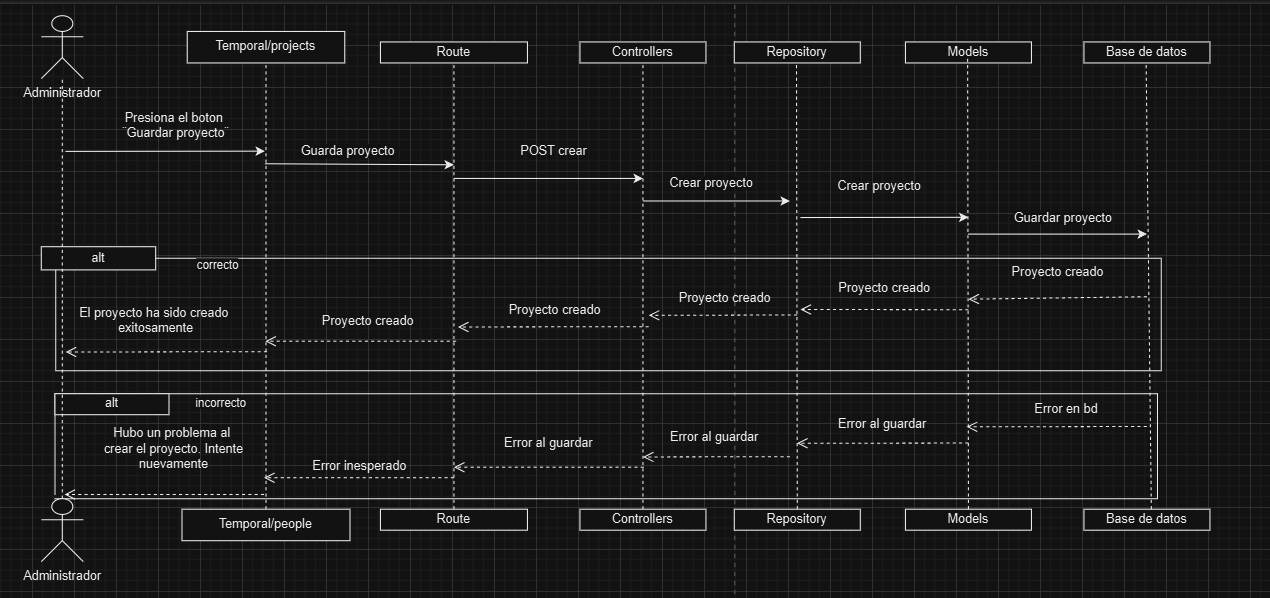 Administrador
Temporal/projects
Route
Controllers
Repository
Models
Base de datos
Presiona el boton
¨Guardar proyecto¨
Guarda proyecto
POST crear
Crear proyecto
Crear proyecto
Guardar proyecto
alt
correcto
Proyecto creado
Proyecto creado
Proyecto creado
Proyecto creado
Proyecto creado
El proyecto ha sido creado
exitosamente
alt
incorrecto
Error en bd
Error al guardar
Error al guardar
Error al guardar
Error inesperado
Hubo un problema al
crear el proyecto. Intente
nuevamente
Administrador
Temporal/people
Route
Controllers
Repository
Models
Base de datos